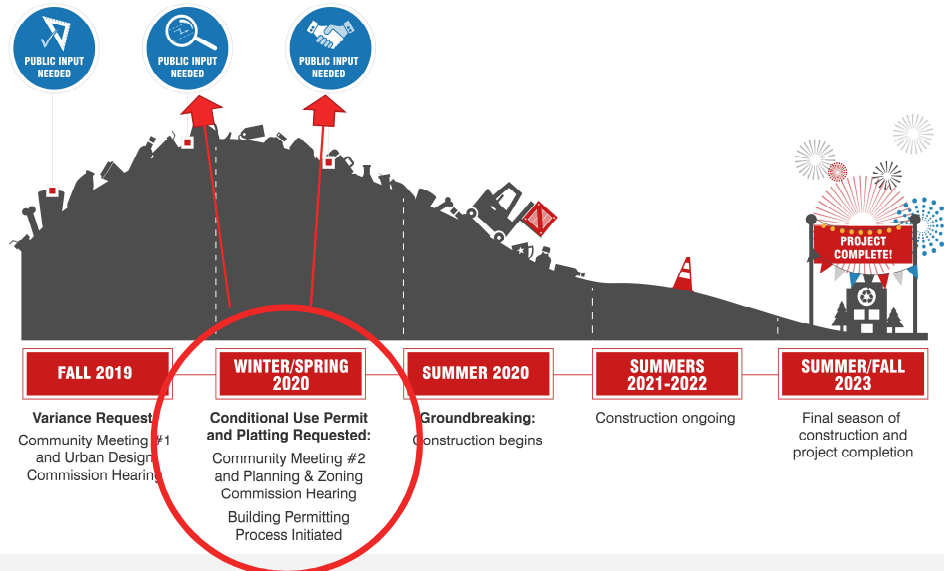 PUBLIC INPUT
NEEDED
PUBLIC INPUT
NEEDED
PUBLIC INPUT
NEEDED
PROJECT
COMPLETE!
FALL 2019
Variance Request
Community Meeting #1
and Urban Design
Commission Hearing
WINTER/SPRING
2020
Conditional Use Permit
and Platting Requested:
Community Meeting #2
and Planning & Zoning
Commission Hearing
Building Permitting
Process Initiated
SUMMER 2020
Groundbreaking:
Construction begins
SUMMERS
2021-2022
Construction ongoing
SUMMER/FALL
2023
Final season of
construction and
project completion